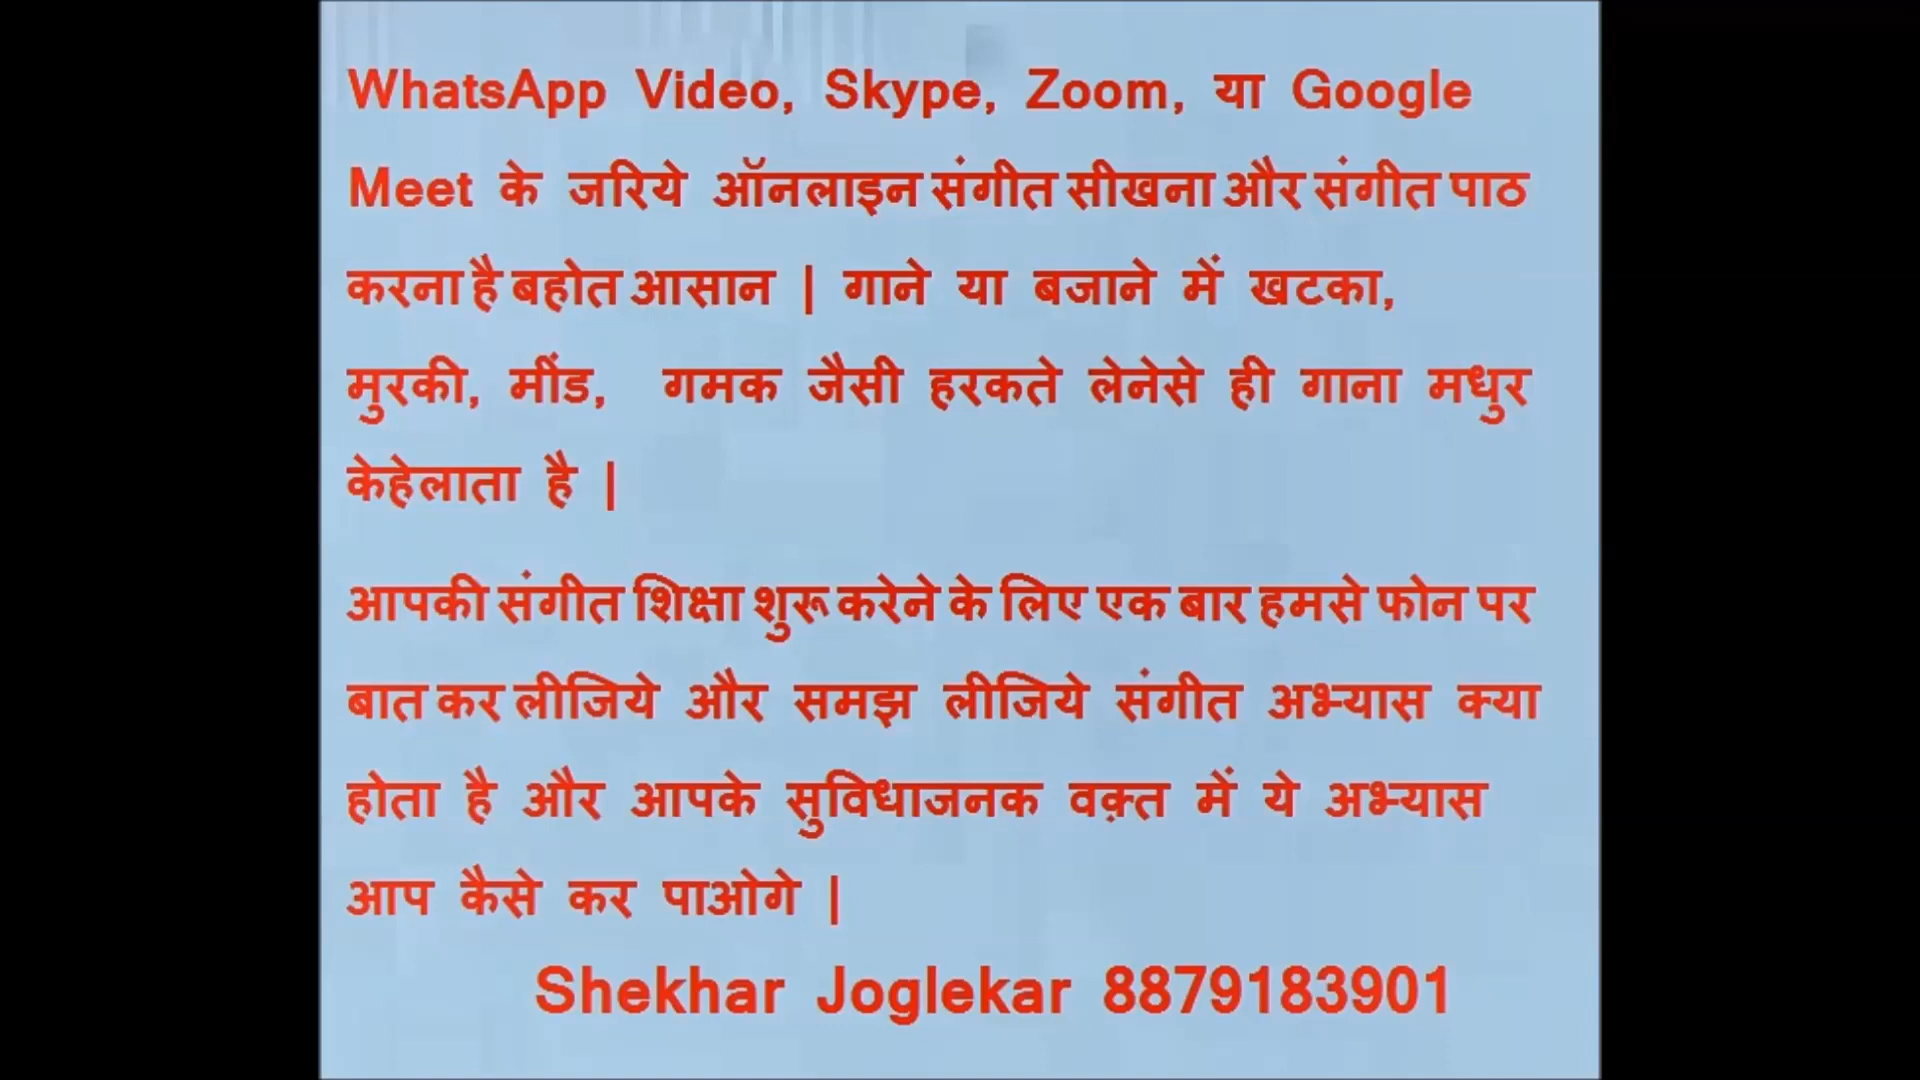 WhatsApp Video, Skype, Zoom, या Google
Meet के जरिये ऑनलाइन संगीत सीखना और संगीत पाठ
करना है बहोत आसान | गाने या बजाने में खटका,
मुरकी, मींड, गमक जैसी हरकते लेनेसे ही गाना मधुर
केहेलाता है |
आपकी संगीत शिक्षा शुरू करेने के लिए एक बार हमसे फोन पर
बात कर लीजिये और समझ लीजिये संगीत अभ्यास क्या
होता है और आपके सुविधाजनक वक़्त में ये अभ्यास
आप कैसे कर पाओगे |
Shekhar Joglekar 8879183901